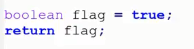 boolean flag = true;
return flag;